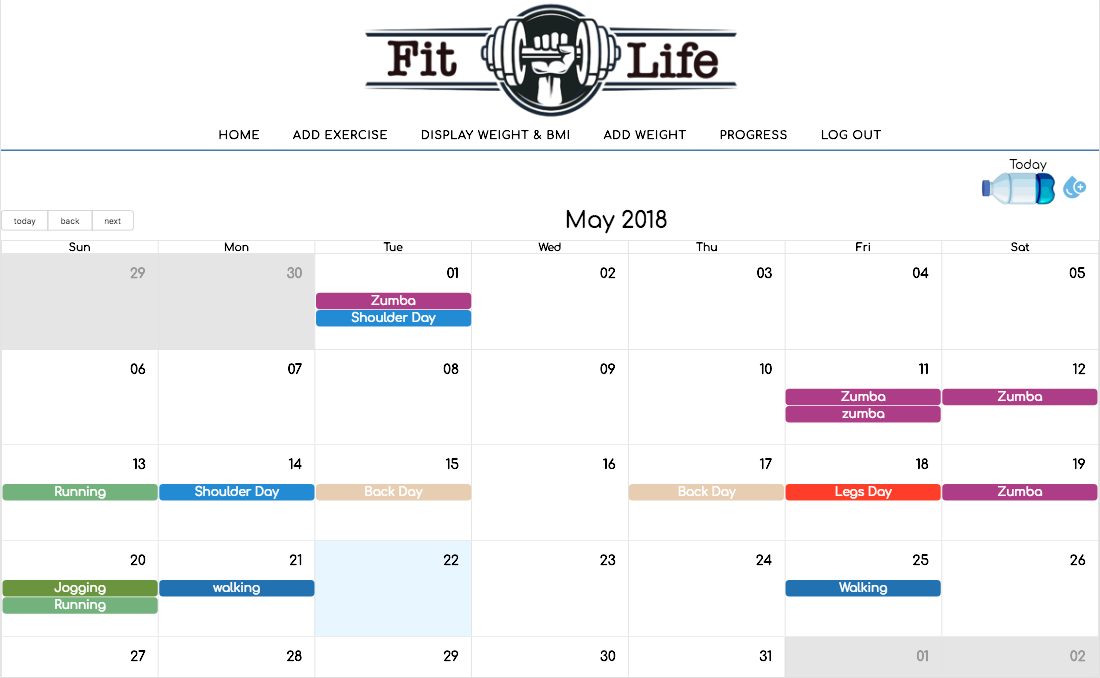 Fit Life
HOME ADD EXERCISE DISPLAY WEIGHT & BMI ADD WEIGHT PROGRESS LOG OUT
Today
today back next
May 2018
Sun Mon Tue Wed Thu Fri Sat
29 30 01 02 03 04 05
Zumba
Shoulder Day
06 07 08 09 10 11 12
Zumba Zumba
zumba
13 14 15 16 17 18 19
Running Shoulder Day Back Day Back Day Legs Day Zumba
20 21 22 23 24 25 26
Jogging walking Walking
Running
27 28 29 30 31 01 02